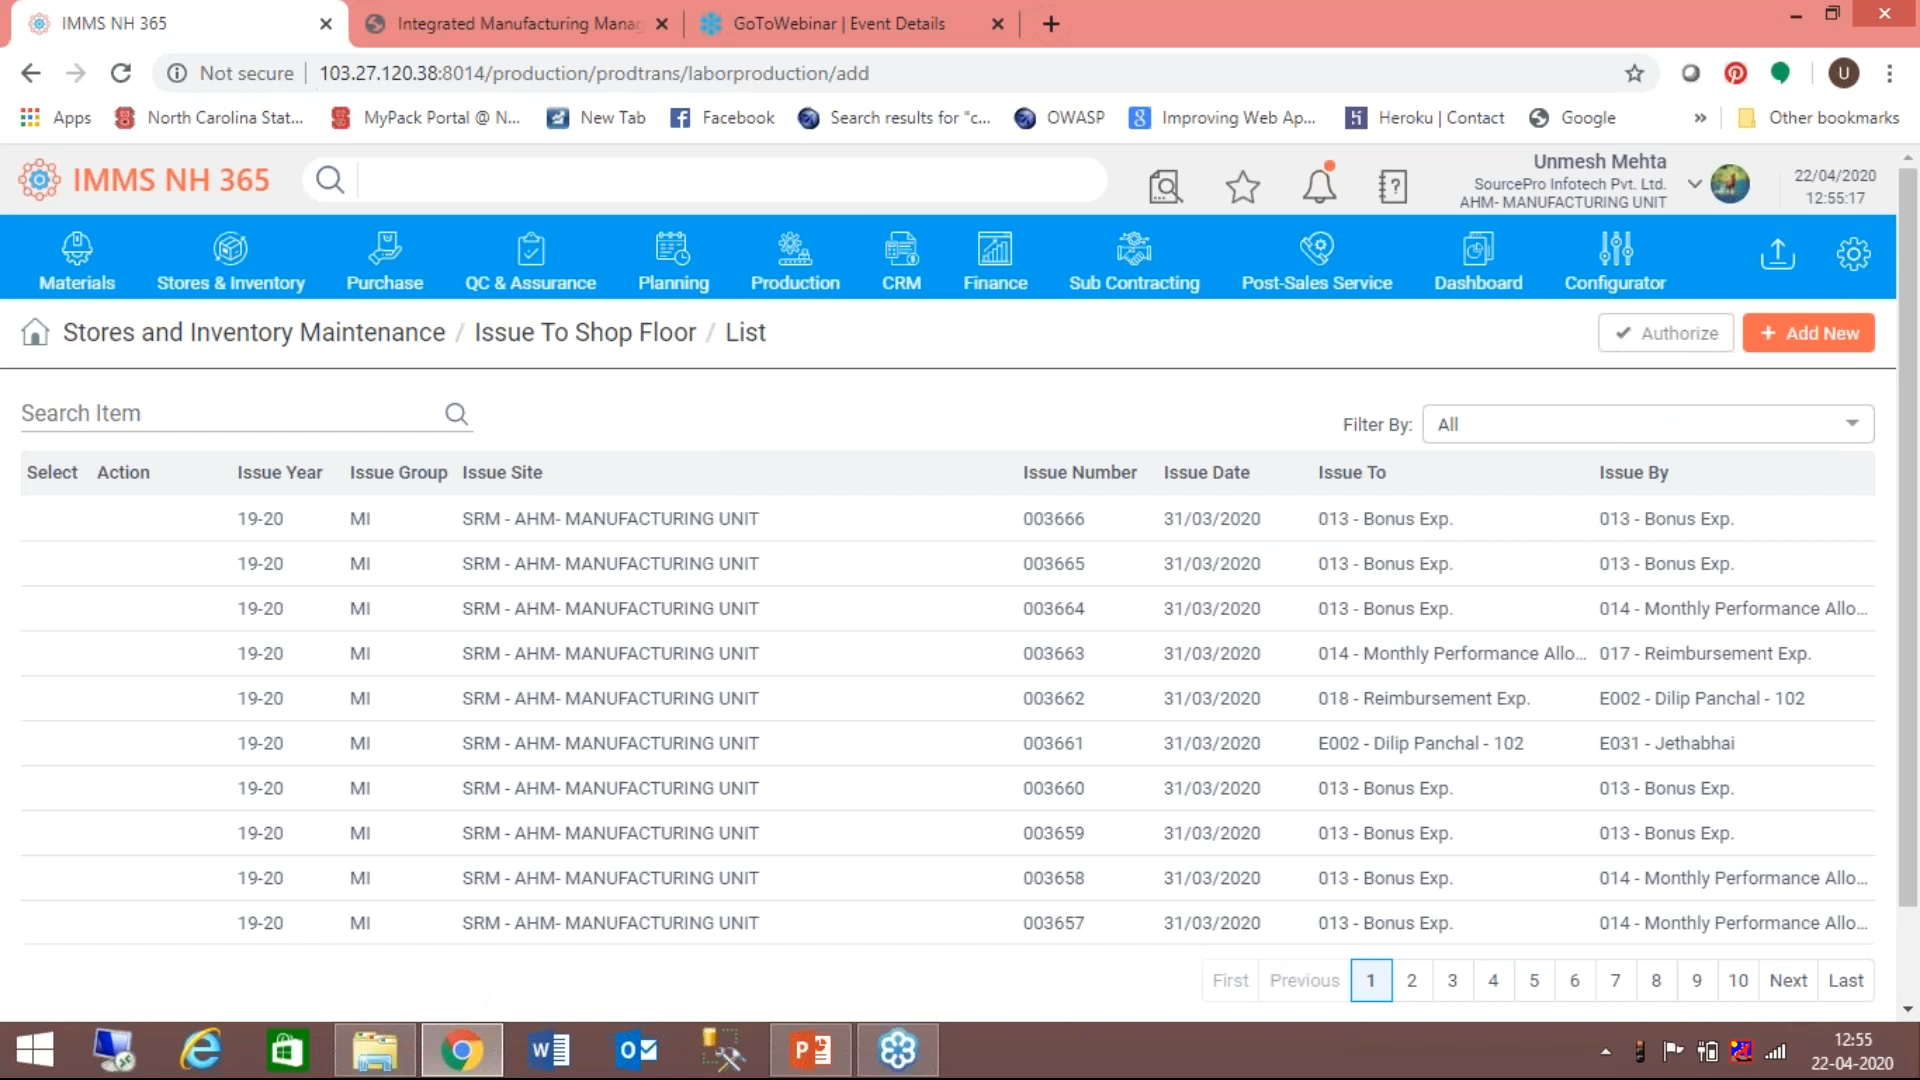 IMMS NH 365
Integrated Manufacturing Manag
GoToWebinar | Event Details
Not secure
103.27.120.38:8014/production/prodtrans/laborproduction/add
U
Apps
North Carolina Stat...
MyPack Portal @ N...
New Tab
Facebook
Search results for "c...
OWASP
Improving Web Ap...
Heroku | Contact
Google
»
Other bookmarks
IMMS NH 365
Unmesh Mehta
SourcePro Infotech Pvt. Ltd.
AHM- MANUFACTURING UNIT
22/04/2020
12:55:17
Materials
Stores & Inventory
Purchase
QC & Assurance
Planning
Production
CRM
Finance
Sub Contracting
Post-Sales Service
Dashboard
Configurator
Stores and Inventory Maintenance / Issue To Shop Floor / List
Authorize
+ Add New
Search Item
Filter By: All
Select Action Issue Year Issue Group Issue Site Issue Number Issue Date Issue To Issue By
19-20 MI SRM - AHM- MANUFACTURING UNIT 003666 31/03/2020 013 - Bonus Exp. 013 - Bonus Exp.
19-20 MI SRM - AHM- MANUFACTURING UNIT 003665 31/03/2020 013 - Bonus Exp. 013 - Bonus Exp.
19-20 MI SRM - AHM- MANUFACTURING UNIT 003664 31/03/2020 013 - Bonus Exp. 014 - Monthly Performance Allo...
19-20 MI SRM - AHM- MANUFACTURING UNIT 003663 31/03/2020 014 - Monthly Performance Allo... 017 - Reimbursement Exp.
19-20 MI SRM - AHM- MANUFACTURING UNIT 003662 31/03/2020 018 - Reimbursement Exp. E002 - Dilip Panchal - 102
19-20 MI SRM - AHM- MANUFACTURING UNIT 003661 31/03/2020 E002 - Dilip Panchal - 102 E031 - Jethabhai
19-20 MI SRM - AHM- MANUFACTURING UNIT 003660 31/03/2020 013 - Bonus Exp. 013 - Bonus Exp.
19-20 MI SRM - AHM- MANUFACTURING UNIT 003659 31/03/2020 013 - Bonus Exp. 013 - Bonus Exp.
19-20 MI SRM - AHM- MANUFACTURING UNIT 003658 31/03/2020 013 - Bonus Exp. 014 - Monthly Performance Allo...
19-20 MI SRM - AHM- MANUFACTURING UNIT 003657 31/03/2020 013 - Bonus Exp. 014 - Monthly Performance Allo...
First Previous 1 2 3 4 5 6 7 8 9 10 Next Last
12:55
22-04-2020